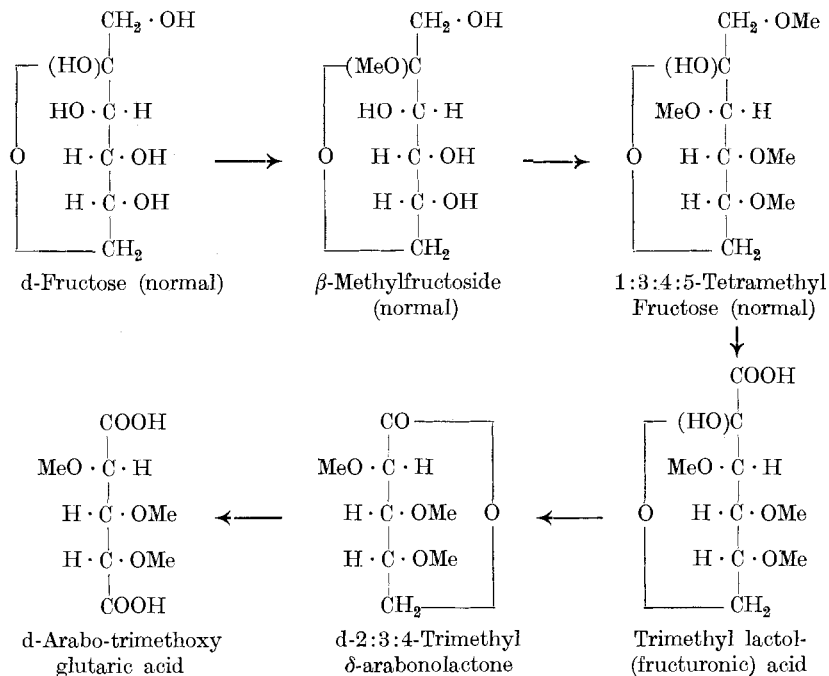 CH₂·OH CH₂·OH CH₂·OMe
(HO)C (MeO)C (HO)C
HO·C·H HO·C·H MeO·C·H
O H·C·OH O H·C·OH O H·C·OMe
H·C·OH H·C·OH H·C·OMe
CH₂ CH₂ CH₂
d-Fructose (normal) β-Methylfructoside 1:3:4:5-Tetramethyl
(normal) Fructose (normal)
COOH
COOH CO (HO)C
MeO·C·H MeO·C·H MeO·C·H
H·C·OMe H·C·OMe O O H·C·OMe
H·C·OMe H·C·OMe H·C·OMe
COOH CH₂ CH₂
d-Arabo-trimethoxy d-2:3:4-Trimethyl Trimethyl lactol-
glutaric acid δ-arabonolactone (fructuronic) acid